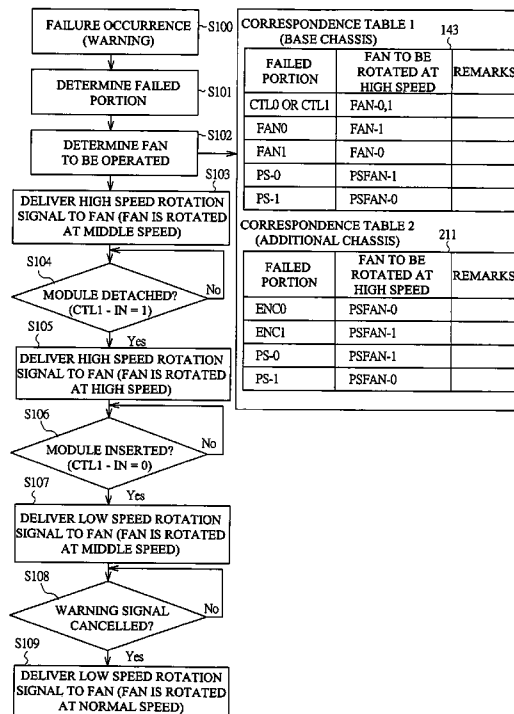 S100
FAILURE OCCURRENCE
(WARNING)
S101
DETERMINE FAILED
PORTION
S102
DETERMINE FAN
TO BE OPERATED
S103
DELIVER HIGH SPEED ROTATION
SIGNAL TO FAN (FAN IS ROTATED
AT MIDDLE SPEED)
S104
MODULE DETACHED?
(CTL1 - IN = 1)
No
Yes
S105
DELIVER HIGH SPEED ROTATION
SIGNAL TO FAN (FAN IS ROTATED
AT HIGH SPEED)
S106
MODULE INSERTED?
(CTL1 - IN = 0)
No
Yes
S107
DELIVER LOW SPEED ROTATION
SIGNAL TO FAN (FAN IS ROTATED
AT MIDDLE SPEED)
S108
WARNING SIGNAL
CANCELLED?
No
Yes
S109
DELIVER LOW SPEED ROTATION
SIGNAL TO FAN (FAN IS ROTATED
AT NORMAL SPEED)
CORRESPONDENCE TABLE 1
(BASE CHASSIS)
143
FAILED
PORTION
FAN TO BE
ROTATED AT
HIGH SPEED
REMARKS
CTL0 OR CTL1 FAN-0,1
FAN0 FAN-1
FAN1 FAN-0
PS-0 PSFAN-1
PS-1 PSFAN-0
CORRESPONDENCE TABLE 2
(ADDITIONAL CHASSIS)
211
FAILED
PORTION
FAN TO BE
ROTATED AT
HIGH SPEED
REMARKS
ENC0 PSFAN-0
ENC1 PSFAN-1
PS-0 PSFAN-1
PS-1 PSFAN-0